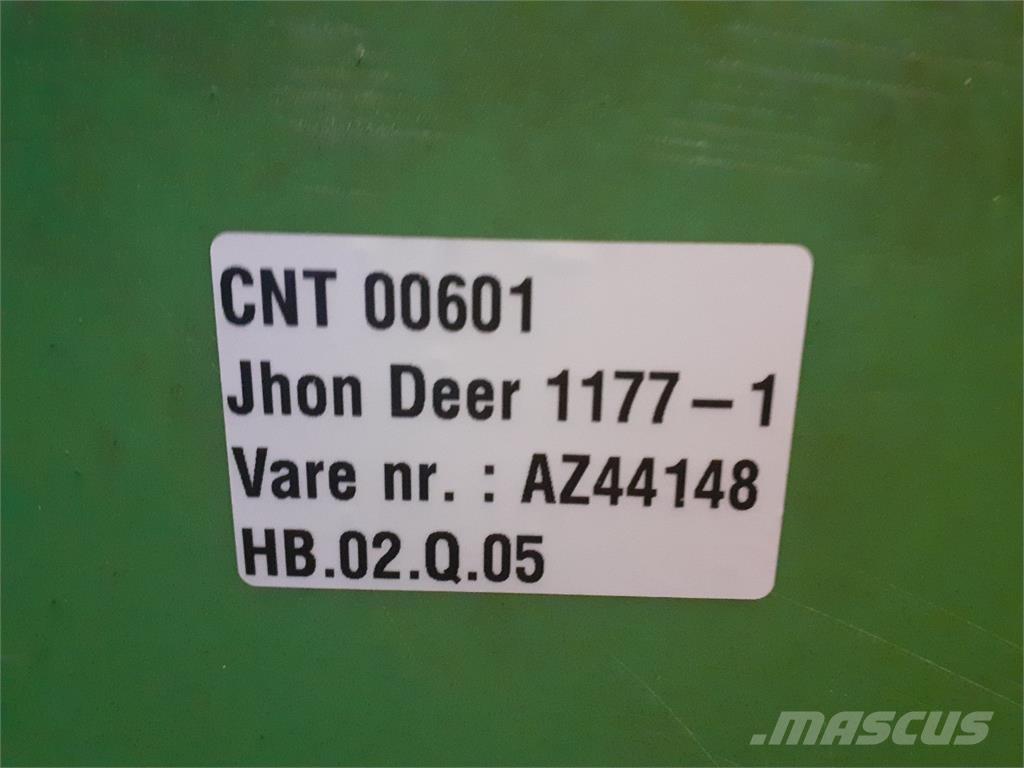 CNT 00601
Jhon Deer 1177-1
Vare nr. : AZ44148
HB.02.Q.05
.MASCUS